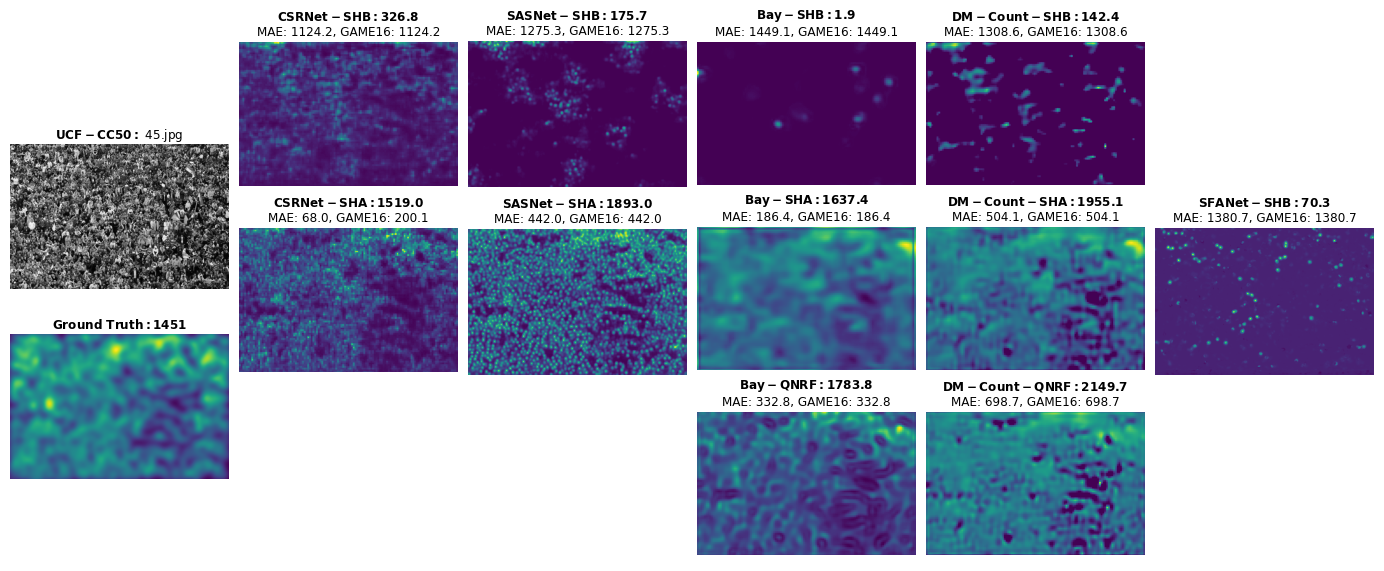 CSRNet − SHB : 326.8
MAE: 1124.2, GAME16: 1124.2
SASNet − SHB : 175.7
MAE: 1275.3, GAME16: 1275.3
Bay − SHB : 1.9
MAE: 1449.1, GAME16: 1449.1
DM − Count − SHB : 142.4
MAE: 1308.6, GAME16: 1308.6
UCF − CC50 : 45.jpg
CSRNet − SHA : 1519.0
MAE: 68.0, GAME16: 200.1
SASNet − SHA : 1893.0
MAE: 442.0, GAME16: 442.0
Bay − SHA : 1637.4
MAE: 186.4, GAME16: 186.4
DM − Count − SHA : 1955.1
MAE: 504.1, GAME16: 504.1
SFANet − SHB : 70.3
MAE: 1380.7, GAME16: 1380.7
Ground Truth : 1451
Bay − QNRF : 1783.8
MAE: 332.8, GAME16: 332.8
DM − Count − QNRF : 2149.7
MAE: 698.7, GAME16: 698.7